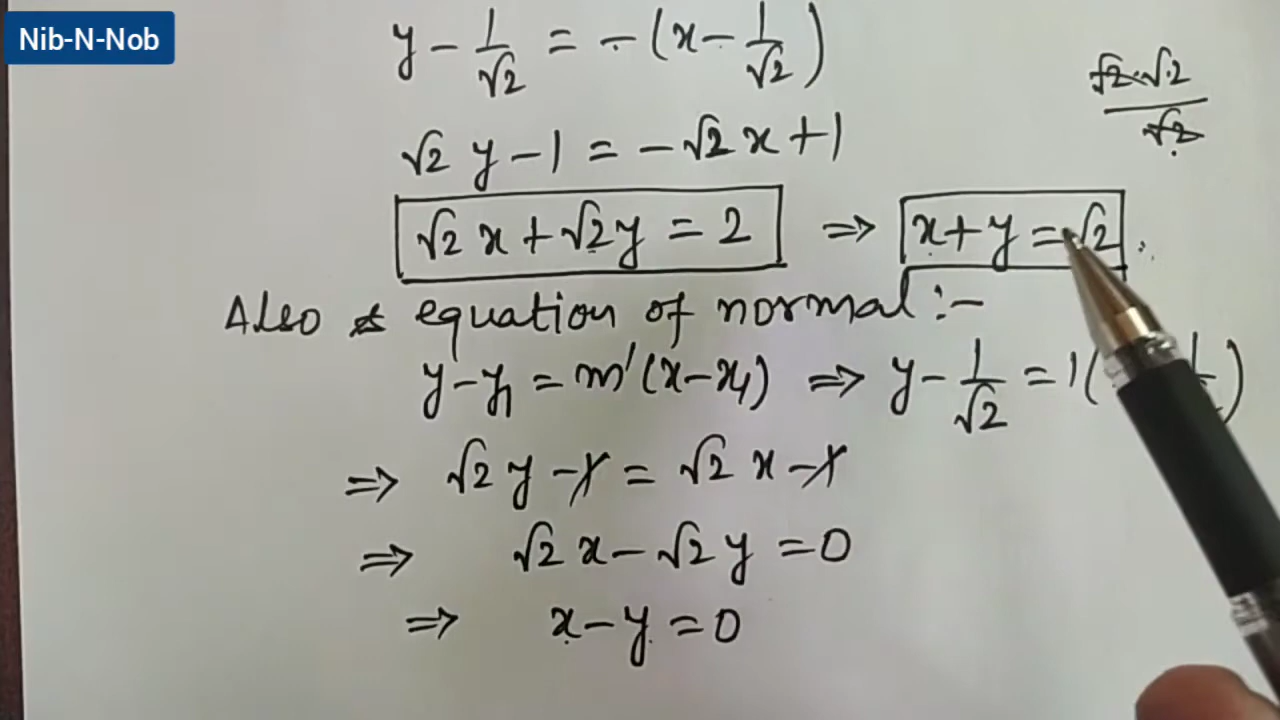 Nib-N-Nob
y - 1/√2 = -(x - 1/√2)
√2·√2/√2
√2 y - 1 = -√2 x + 1
√2 x + √2 y = 2 ⇒ x + y = √2.
Also equation of normal :-
y - y₁ = m'(x - x₁) ⇒ y - 1/√2 = 1(
⇒ √2 y - 1 = √2 x - 1
⇒ √2 x - √2 y = 0
⇒ x - y = 0